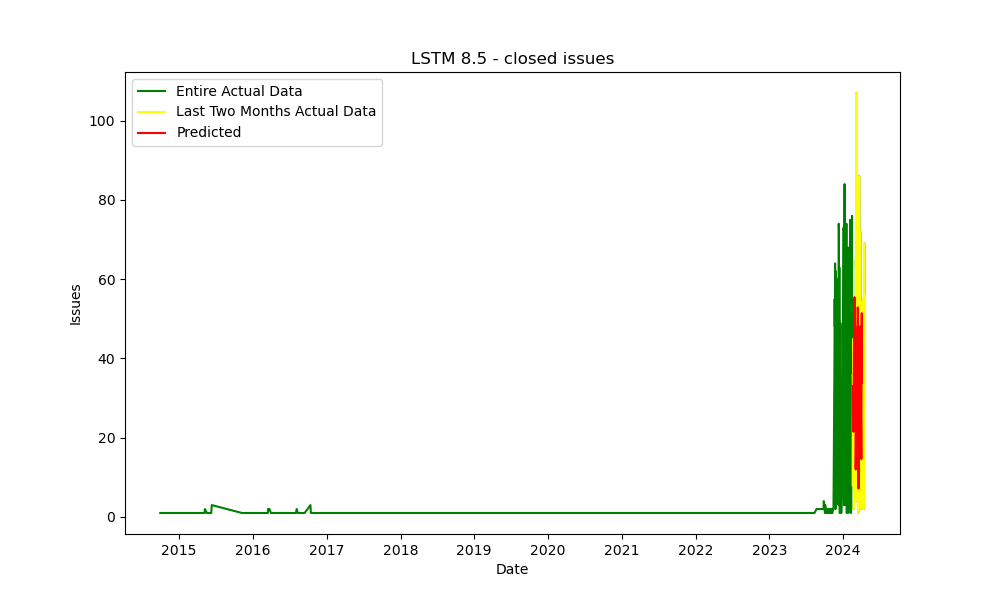 LSTM 8.5 - closed issues
Entire Actual Data
Last Two Months Actual Data
Predicted
100
80
60
40
20
0
Issues
2015 2016 2017 2018 2019 2020 2021 2022 2023 2024
Date